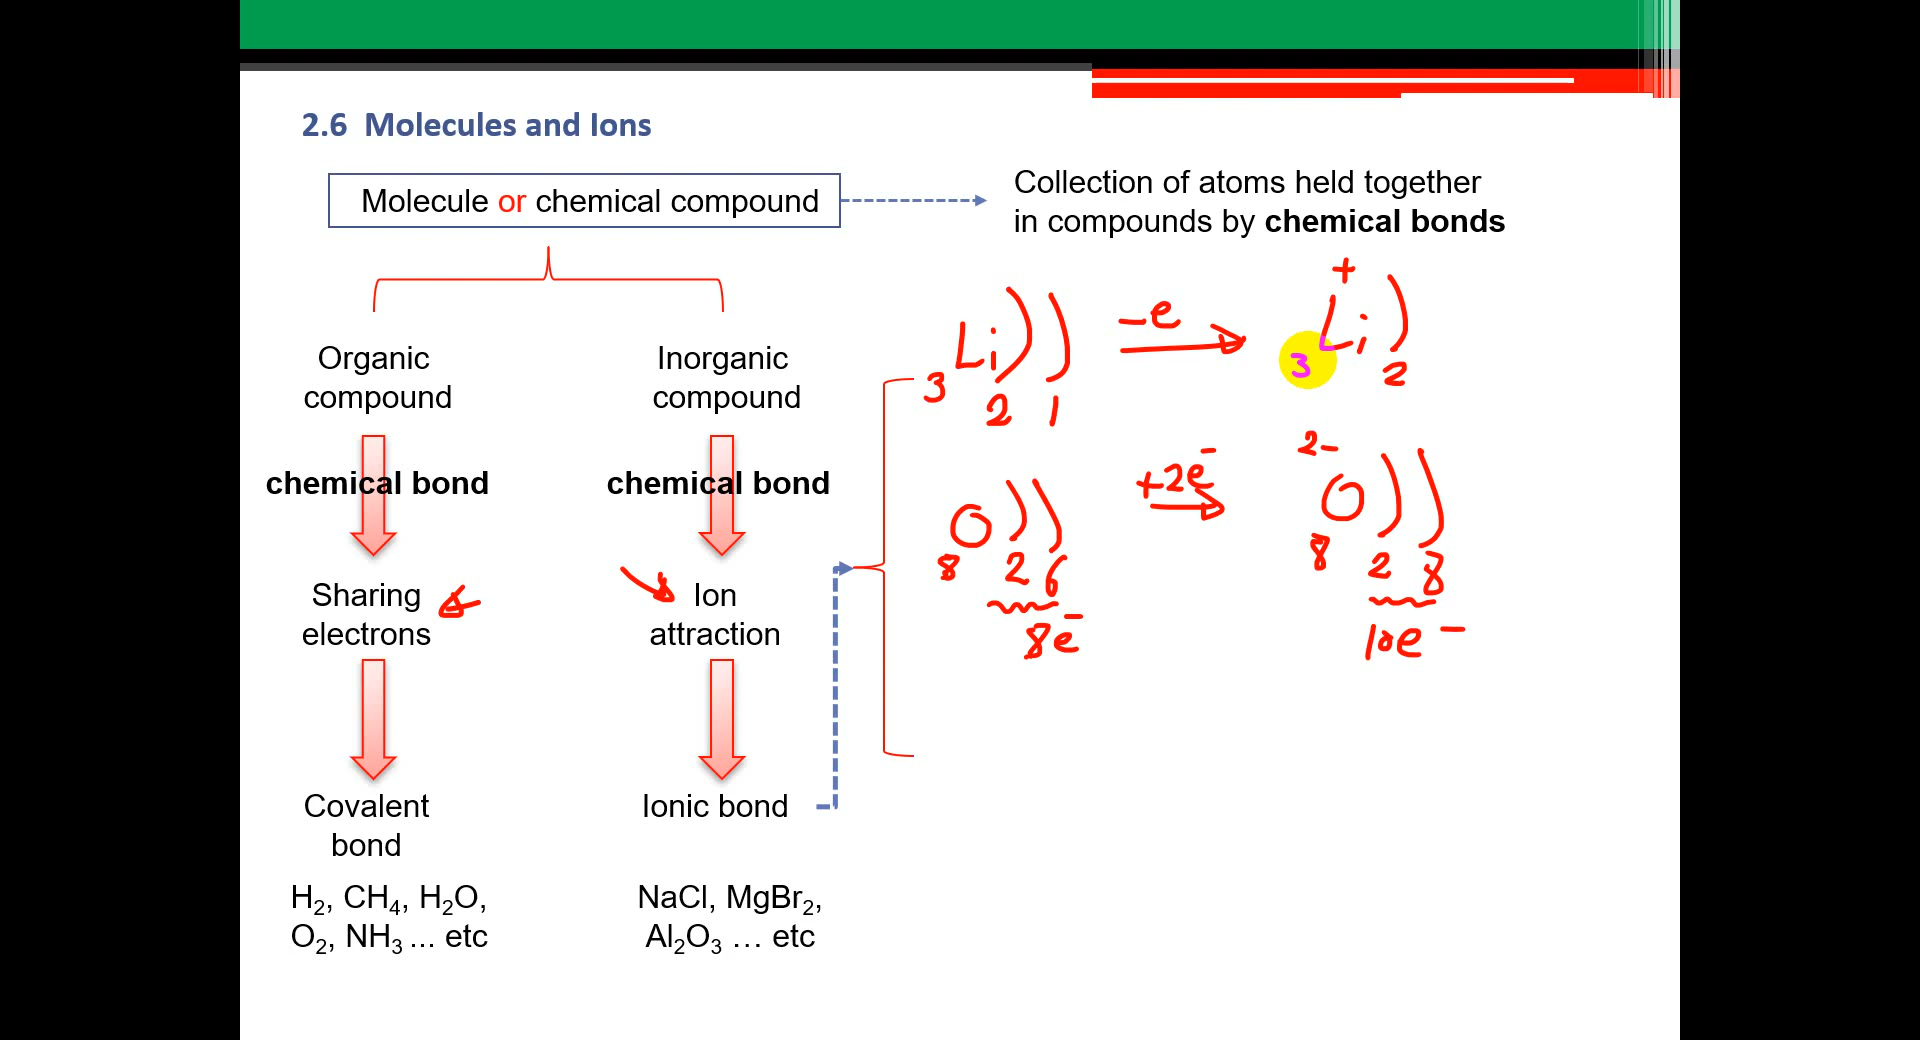 2.6 Molecules and Ions
Molecule or chemical compound
Collection of atoms held together
in compounds by chemical bonds
Organic
compound
Inorganic
compound
chemical bond
chemical bond
Sharing
electrons
Ion
attraction
Covalent
bond
Ionic bond
H₂, CH₄, H₂O,
O₂, NH₃ ... etc
NaCl, MgBr₂,
Al₂O₃ … etc
Li ) )
3 2 1
-e
+
Li )
3 2
O ) )
8 2 6
8e-
+2e-
2-
O ) )
8 2 8
10e-